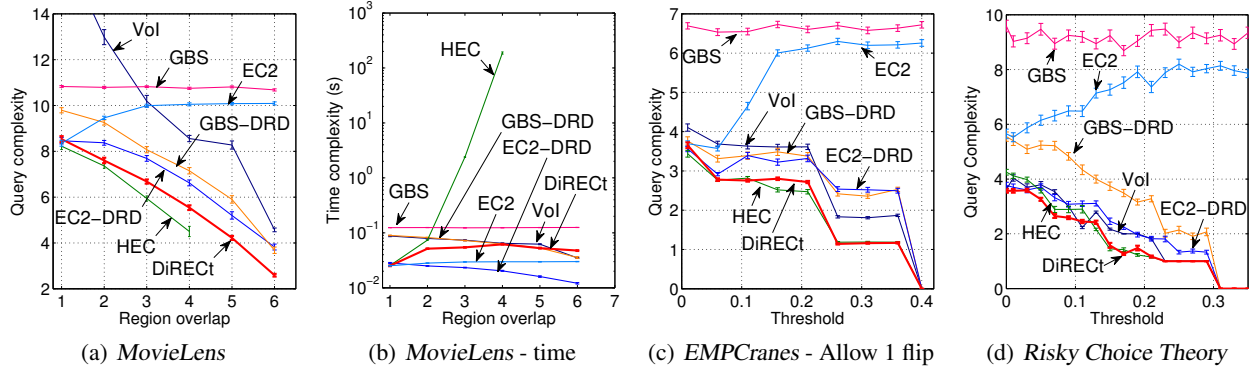 14
12
10
8
6
4
2
Query complexity
1 2 3 4 5 6
Region overlap
VoI
GBS
EC2
GBS−DRD
EC2−DRD
HEC
DiRECt
(a) MovieLens
10^3
10^2
10^1
10^0
10^−1
10^−2
Time complexity (s)
1 2 3 4 5 6 7
Region overlap
HEC
GBS−DRD
EC2−DRD
DiRECt
GBS
EC2
VoI
(b) MovieLens - time
7
6
5
4
3
2
1
0
Query complexity
0 0.1 0.2 0.3 0.4
Threshold
GBS
EC2
VoI
GBS−DRD
EC2−DRD
HEC
DiRECt
(c) EMPCranes - Allow 1 flip
10
8
6
4
2
0
Query Complexity
0 0.1 0.2 0.3
Threshold
GBS
EC2
GBS−DRD
VoI
EC2−DRD
HEC
DiRECt
(d) Risky Choice Theory